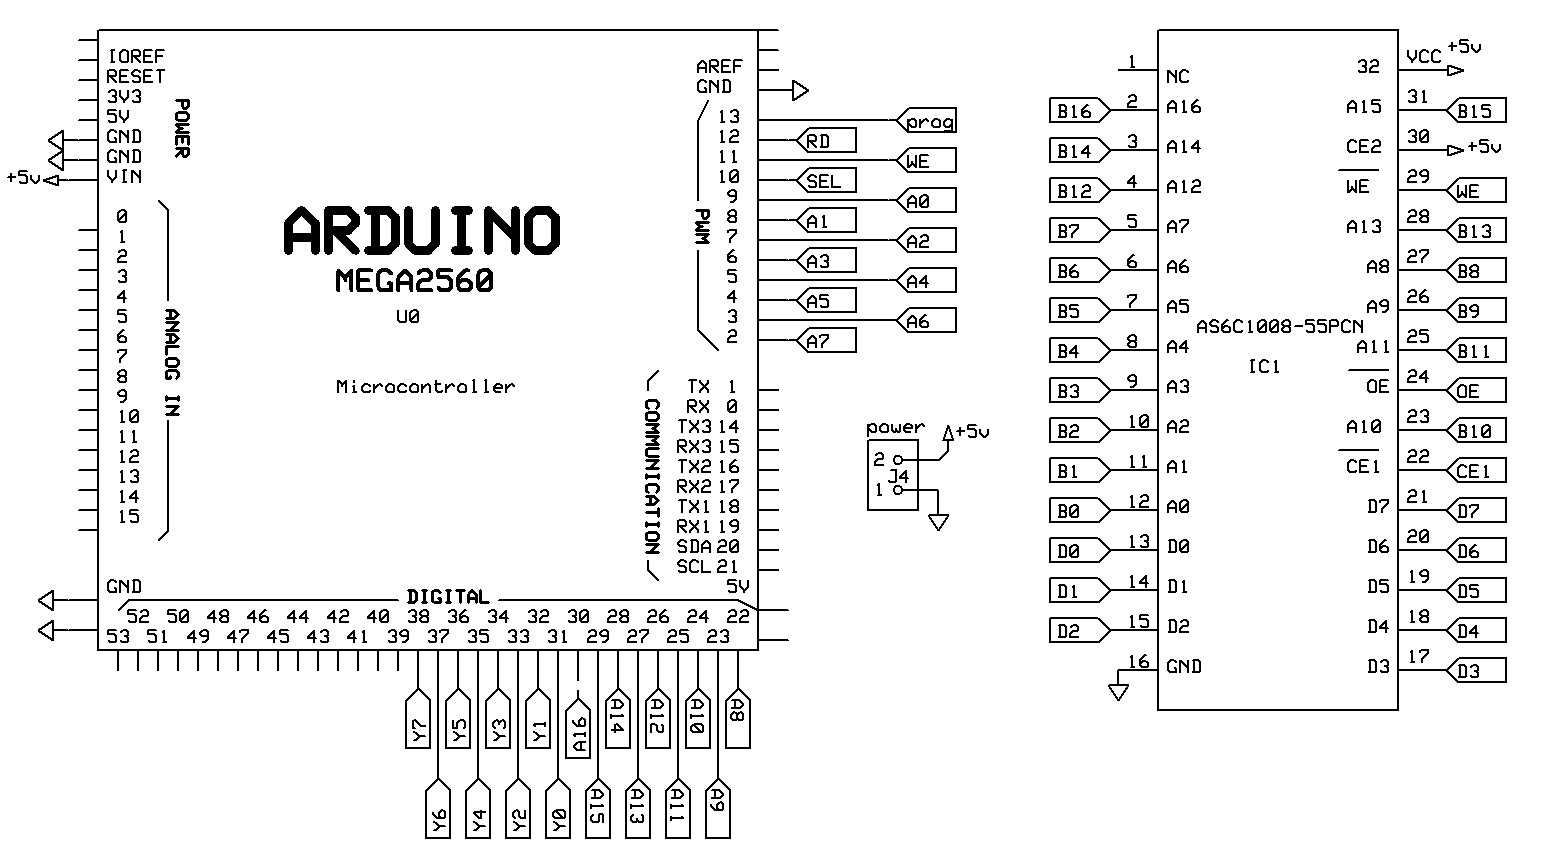 IOREF
RESET
3V3
5V
GND
GND
VIN
+5v
POWER
0
1
2
3
4
5
6
7
8
9
10
11
12
13
14
15
ANALOG IN
GND
ARDUINO
MEGA2560
U0
Microcontroller
AREF
GND
13 prog
12 RD
11 WE
10 SEL
9 A0
8 A1
7 A2
6 A3
5 A4
4 A5
3 A6
2 A7
PWM
TX 1
RX 0
TX3 14
RX3 15
TX2 16
RX2 17
TX1 18
RX1 19
SDA 20
SCL 21
COMMUNICATION
5V
DIGITAL
52 50 48 46 44 42 40 38 36 34 32 30 28 26 24 22
53 51 49 47 45 43 41 39 37 35 33 31 29 27 25 23
Y7 Y5 Y3 Y1 A16 A14 A12 A10 A8
Y6 Y4 Y2 Y0 A15 A13 A11 A9
power
+5v
2
J4
1
1 NC
B16 2 A16
B14 3 A14
B12 4 A12
B7 5 A7
B6 6 A6
B5 7 A5
B4 8 A4
B3 9 A3
B2 10 A2
B1 11 A1
B0 12 A0
D0 13 D0
D1 14 D1
D2 15 D2
16 GND
AS6C1008-55PCN
IC1
32 VCC +5v
A15 31 B15
CE2 30 +5v
WE 29 WE
A13 28 B13
A8 27 B8
A9 26 B9
A11 25 B11
OE 24 OE
A10 23 B10
CE1 22 CE1
D7 21 D7
D6 20 D6
D5 19 D5
D4 18 D4
D3 17 D3